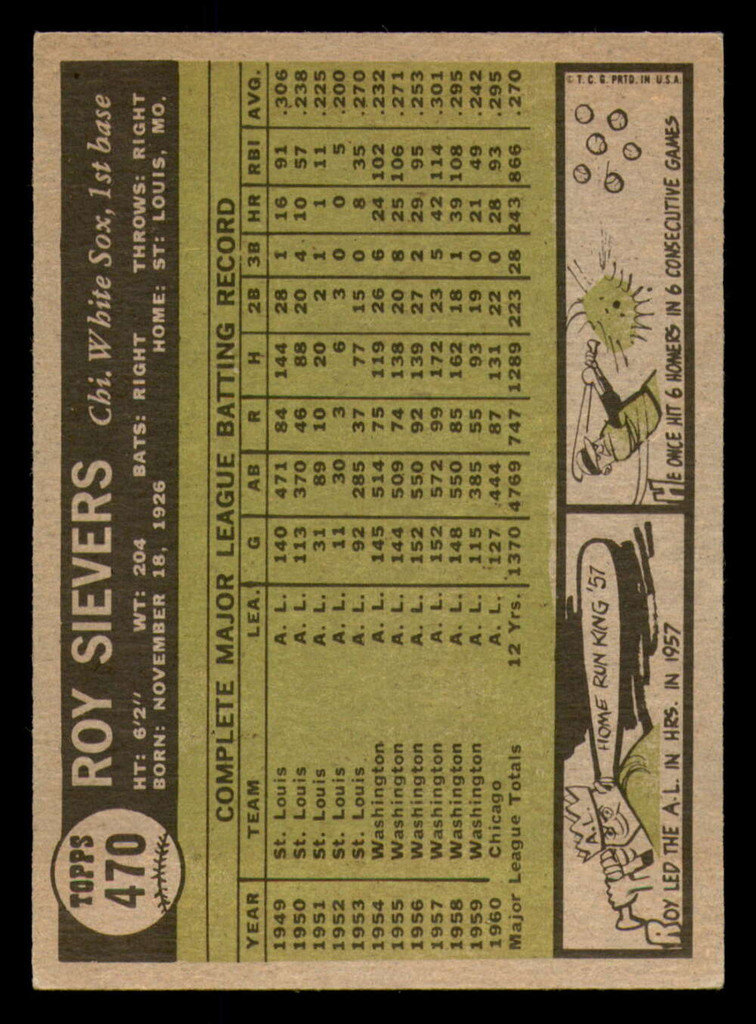 TOPPS
470
ROY SIEVERS Chi. White Sox, 1st base
HT: 6'2" WT: 204 BATS: RIGHT THROWS: RIGHT
BORN: NOVEMBER 18, 1926 HOME: ST. LOUIS, MO.
COMPLETE MAJOR LEAGUE BATTING RECORD
YEAR TEAM LEA. G AB R H 2B 3B HR RBI AVG.
1949 St. Louis A. L. 140 471 84 144 28 1 16 91 .306
1950 St. Louis A. L. 113 370 46 88 20 4 10 57 .238
1951 St. Louis A. L. 31 89 10 20 2 1 1 11 .225
1952 St. Louis A. L. 11 30 3 6 3 0 0 5 .200
1953 St. Louis A. L. 92 285 37 77 15 0 8 35 .270
1954 Washington A. L. 145 514 75 119 26 6 24 102 .232
1955 Washington A. L. 144 509 74 138 20 8 25 106 .271
1956 Washington A. L. 152 550 92 139 27 2 29 95 .253
1957 Washington A. L. 152 572 99 172 23 5 42 114 .301
1958 Washington A. L. 148 550 85 162 18 1 39 108 .295
1959 Washington A. L. 115 385 55 93 19 0 21 49 .242
1960 Chicago A. L. 127 444 87 131 22 0 28 93 .295
Major League Totals 12 Yrs. 1370 4769 747 1289 223 28 243 866 .270
A.L.
HOME RUN KING '57
ROY LED THE A.L. IN HRS. IN 1957
HE ONCE HIT 6 HOMERS IN 6 CONSECUTIVE GAMES
© T. C. G. PRTD. IN U.S.A.